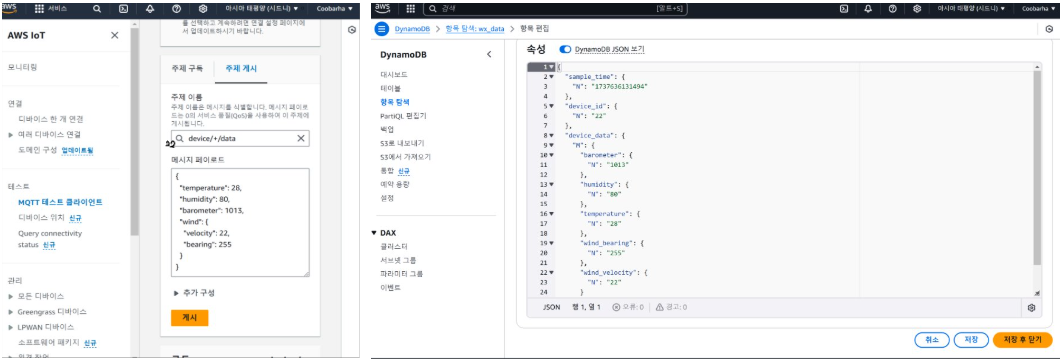 aws
서비스
아시아 태평양 (시드니) ▼
Coobarha ▼
AWS IoT
모니터링
연결
디바이스 한 개 연결
▶ 여러 디바이스 연결
도메인 구성 업데이트됨
테스트
MQTT 테스트 클라이언트
디바이스 위치 신규
Query connectivity
status 신규
관리
▶ 모든 디바이스
▶ Greengrass 디바이스
▶ LPWAN 디바이스
소프트웨어 패키지 신규
▶ 원격 작업
를 선택하고 계속하려면 연결 설정 페이지에
서 업데이트하시기 바랍니다.
주제 구독
주제 게시
주제 이름
주제 이름은 메시지를 식별합니다. 메시지 페이로
드는 0의 서비스 품질(QoS)을 사용하여 이 주제에
게시됩니다.
device/+/data
22
메시지 페이로드
{
"temperature": 28,
"humidity": 80,
"barometer": 1013,
"wind": {
"velocity": 22,
"bearing": 255
}
}
▶ 추가 구성
게시
aws
검색
[알트+S]
아시아 태평양 (시드니) ▼
Coobarha ▼
DynamoDB > 항목 탐색: wx_data > 항목 편집
DynamoDB
대시보드
테이블
항목 탐색
PartiQL 편집기
백업
S3로 내보내기
S3에서 가져오기
통합 신규
예약 용량
설정
▼ DAX
클러스터
서브넷 그룹
파라미터 그룹
이벤트
속성
DynamoDB JSON 보기
1 {
2 "sample_time": {
3 "N": "1737636131494"
4 },
5 "device_id": {
6 "N": "22"
7 },
8 "device_data": {
9 "M": {
10 "barometer": {
11 "N": "1013"
12 },
13 "humidity": {
14 "N": "80"
15 },
16 "temperature": {
17 "N": "28"
18 },
19 "wind_bearing": {
20 "N": "255"
21 },
22 "wind_velocity": {
23 "N": "22"
24 }
JSON 행 1, 열 1 오류: 0 경고: 0
취소
저장
저장 후 닫기